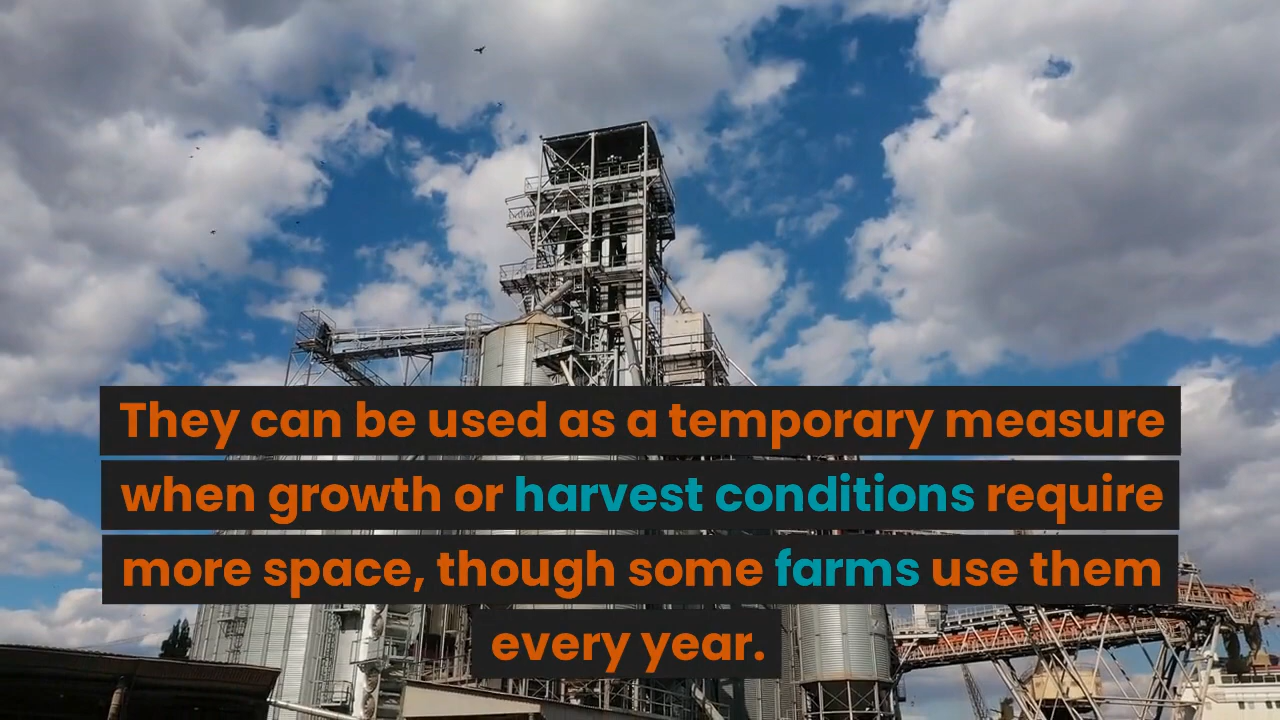 They can be used as a temporary measure
when growth or harvest conditions require
more space, though some farms use them
every year.